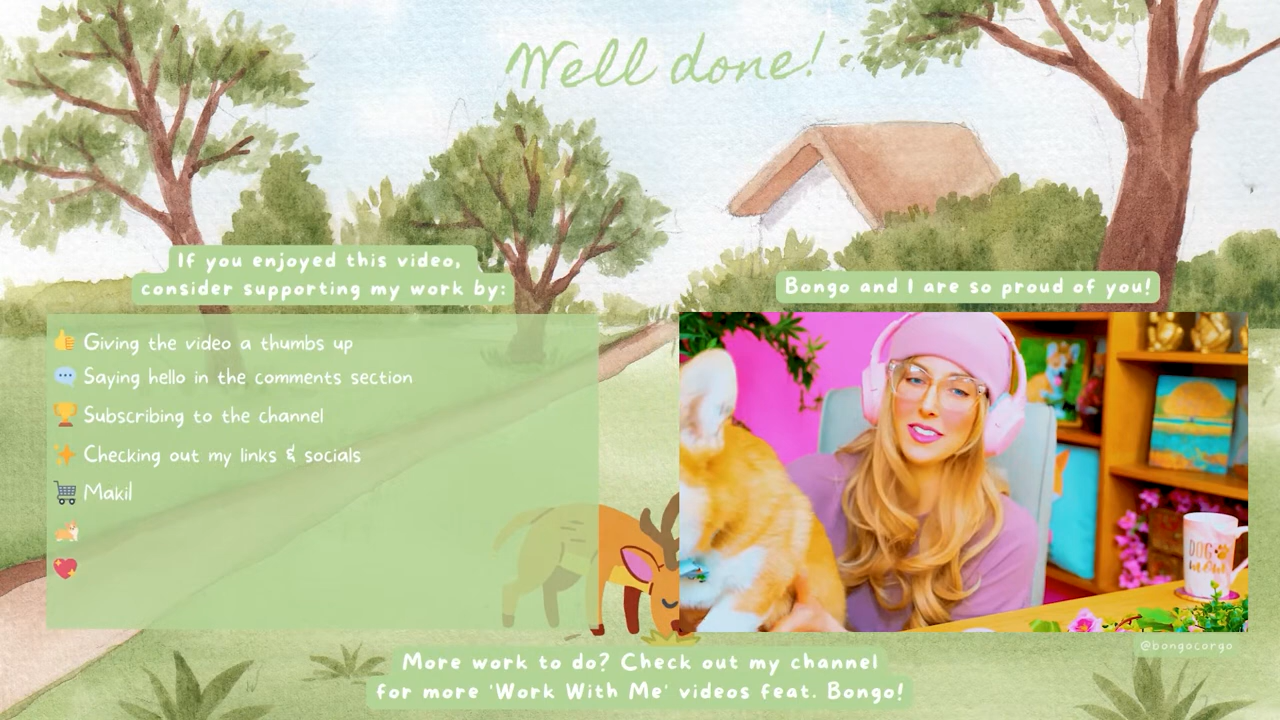 Well done!
If you enjoyed this video,
consider supporting my work by:
👍 Giving the video a thumbs up
💬 Saying hello in the comments section
🏆 Subscribing to the channel
✨ Checking out my links & socials
🛒 Makil
Bongo and I are so proud of you!
DOG
mom
@bongocorgo
More work to do? Check out my channel
for more 'Work With Me' videos feat. Bongo!